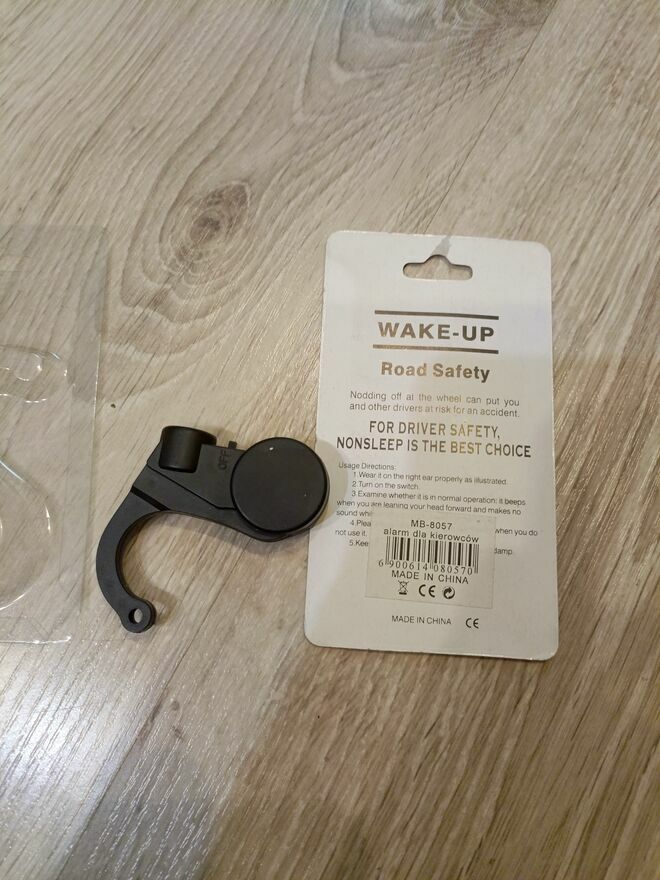 WAKE-UP
Road Safety
Nodding off at the wheel can put you
and other drivers at risk for an accident.
FOR DRIVER SAFETY,
NONSLEEP IS THE BEST CHOICE
Usage Directions:
1.Wear it on the right ear properly as illustrated.
2.Turn on the switch.
3.Examine whether it is in normal operation: it beeps
when you are leaning your head forward and makes no
sound
4. when you do
not use it.
5.
MB-8057
alarm dla kierowców
6 900614 080570
MADE IN CHINA
CE
MADE IN CHINA CE
OFF